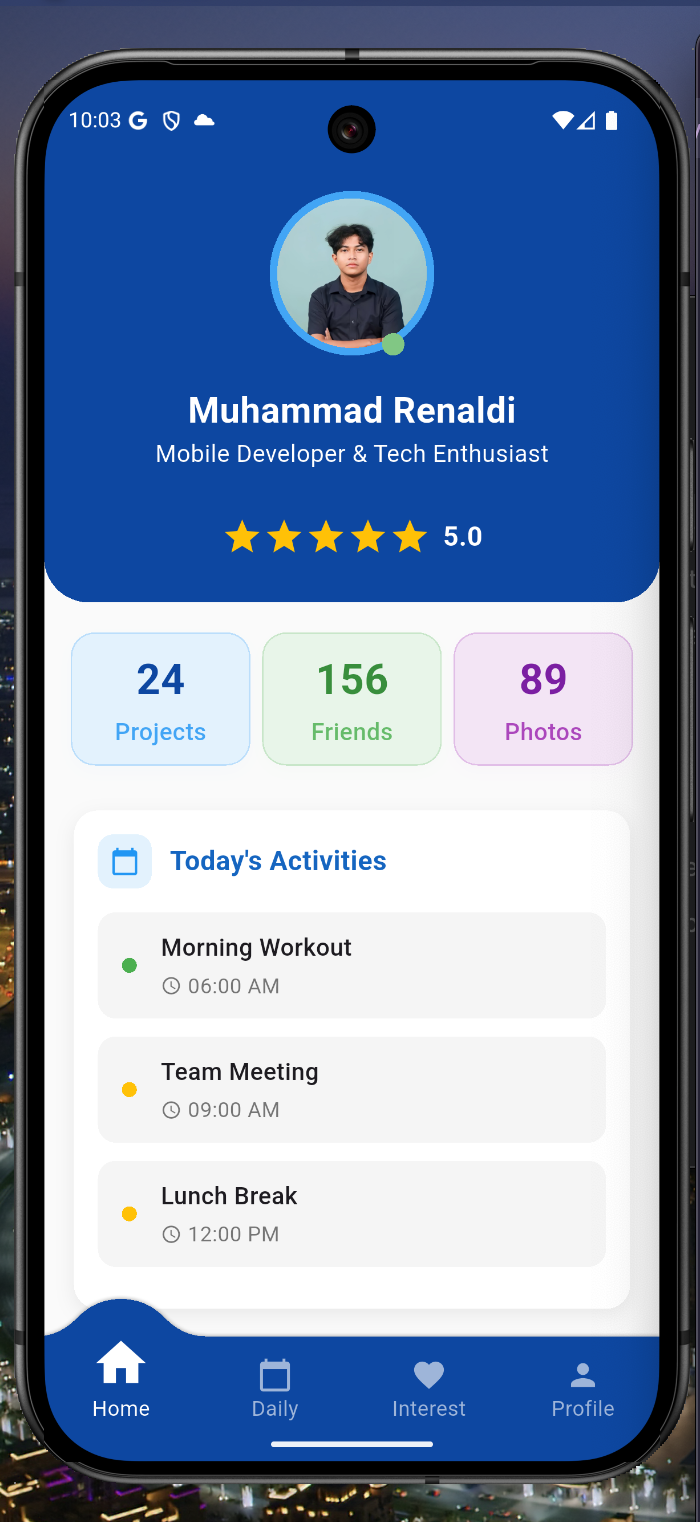 10:03
Muhammad Renaldi
Mobile Developer & Tech Enthusiast
5.0
24
Projects
156
Friends
89
Photos
Today's Activities
Morning Workout
06:00 AM
Team Meeting
09:00 AM
Lunch Break
12:00 PM
Home
Daily
Interest
Profile